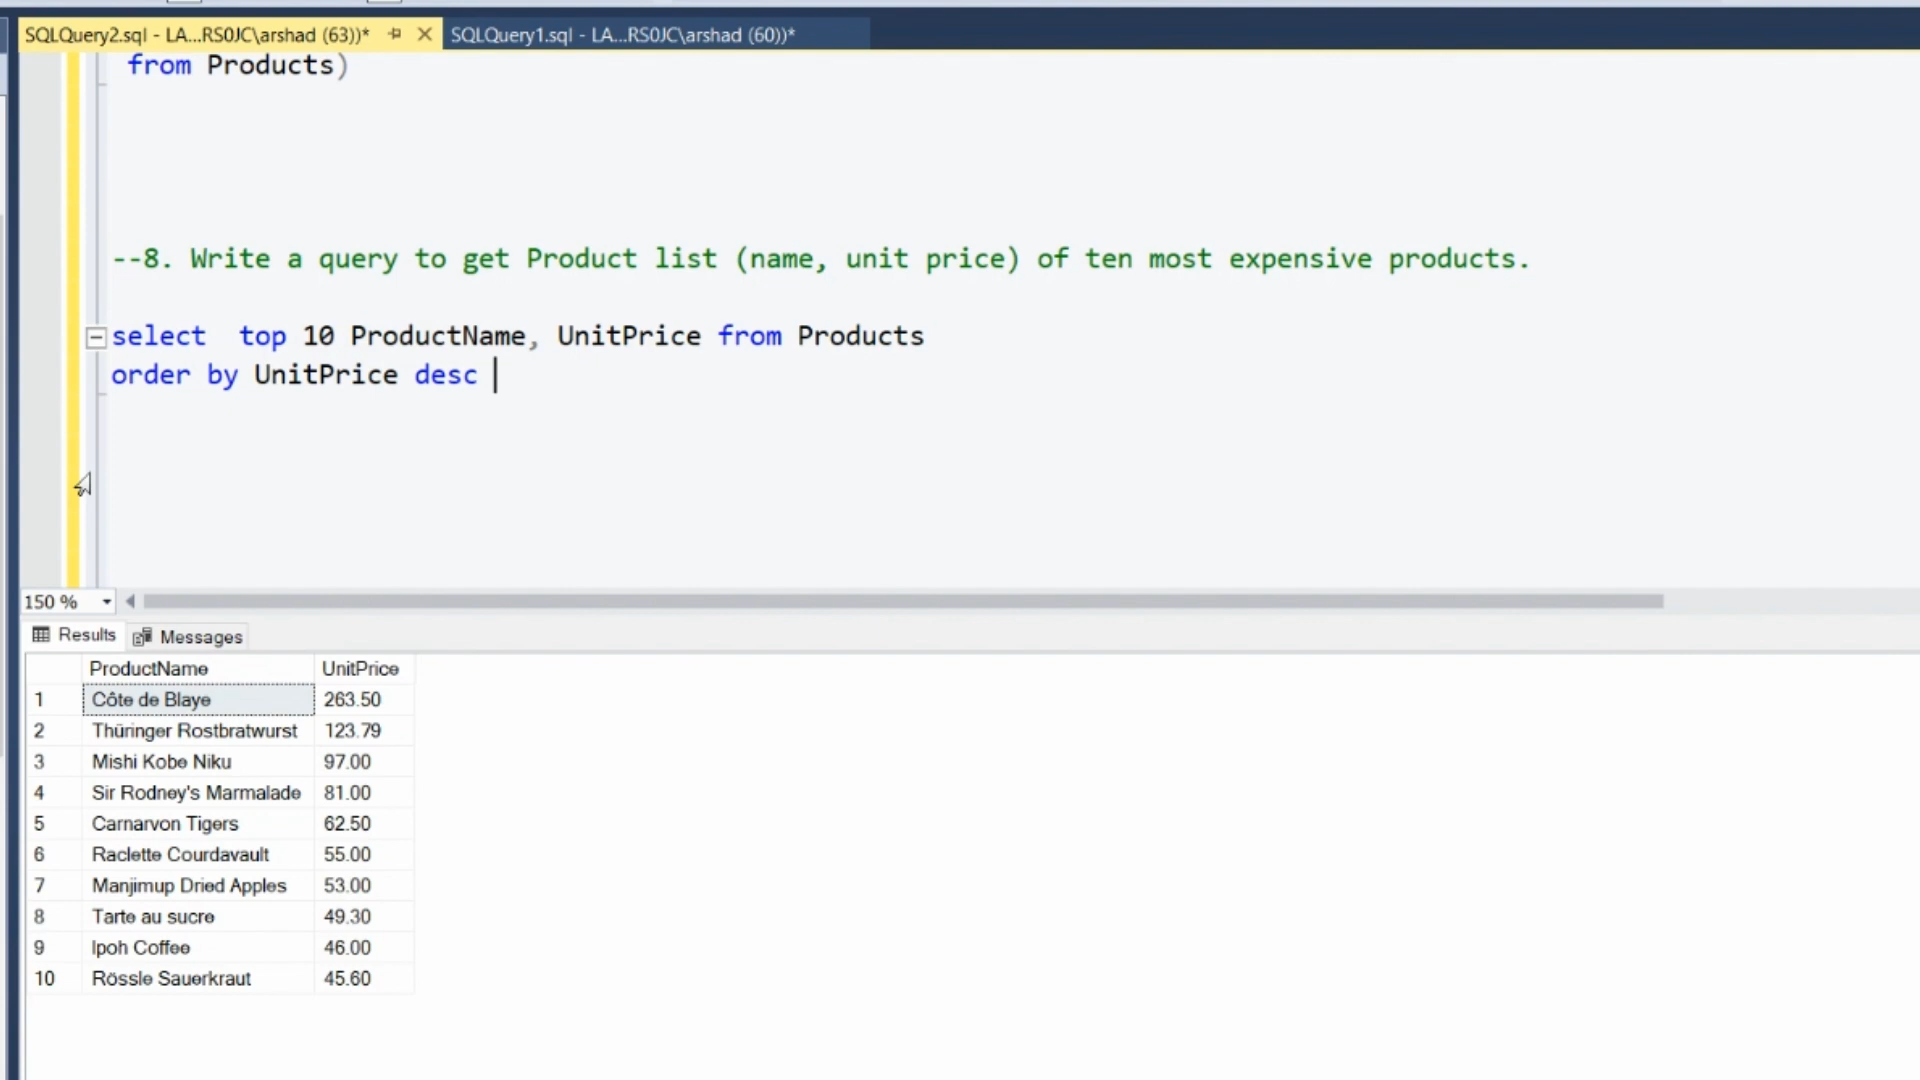 SQLQuery2.sql - LA...RS0JC\arshad (63))* SQLQuery1.sql - LA...RS0JC\arshad (60))*
from Products)
--8. Write a query to get Product list (name, unit price) of ten most expensive products.
select  top 10 ProductName, UnitPrice from Products
order by UnitPrice desc
150 %
Results Messages
ProductName UnitPrice
1 Côte de Blaye 263.50
2 Thüringer Rostbratwurst 123.79
3 Mishi Kobe Niku 97.00
4 Sir Rodney's Marmalade 81.00
5 Carnarvon Tigers 62.50
6 Raclette Courdavault 55.00
7 Manjimup Dried Apples 53.00
8 Tarte au sucre 49.30
9 Ipoh Coffee 46.00
10 Rössle Sauerkraut 45.60